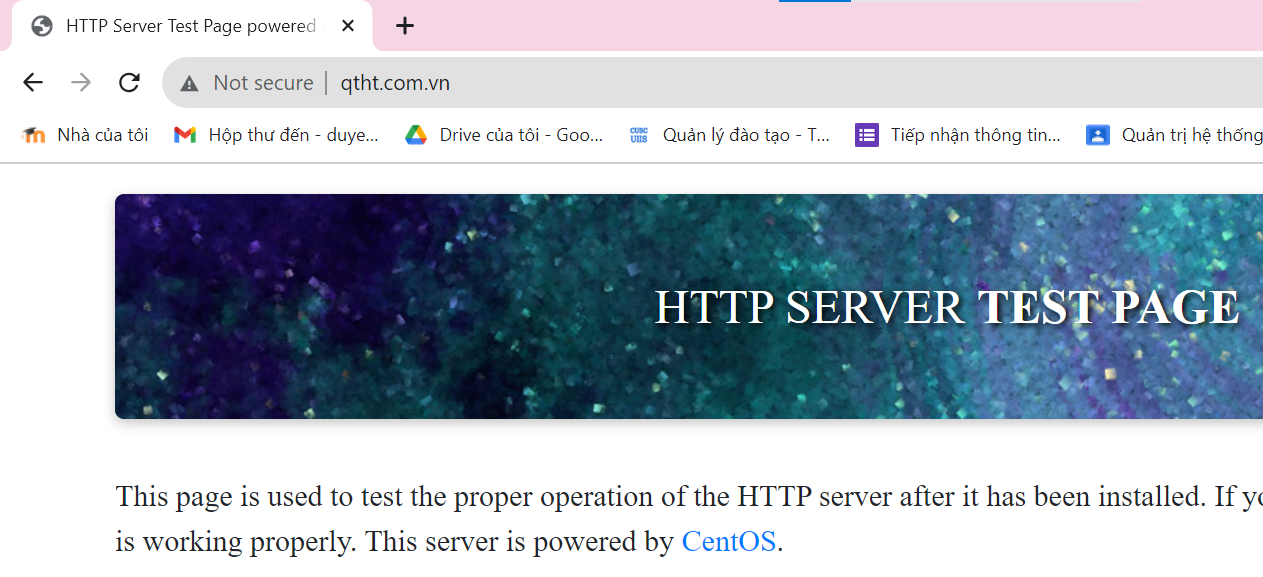 HTTP Server Test Page powered
Not secure | qtht.com.vn
Nhà của tôi Hộp thư đến - duye... Drive của tôi - Goo... CUSC UIIS Quản lý đào tạo - T... Tiếp nhận thông tin... Quản trị hệ thống
HTTP SERVER TEST PAGE
This page is used to test the proper operation of the HTTP server after it has been installed. If yo
is working properly. This server is powered by CentOS.